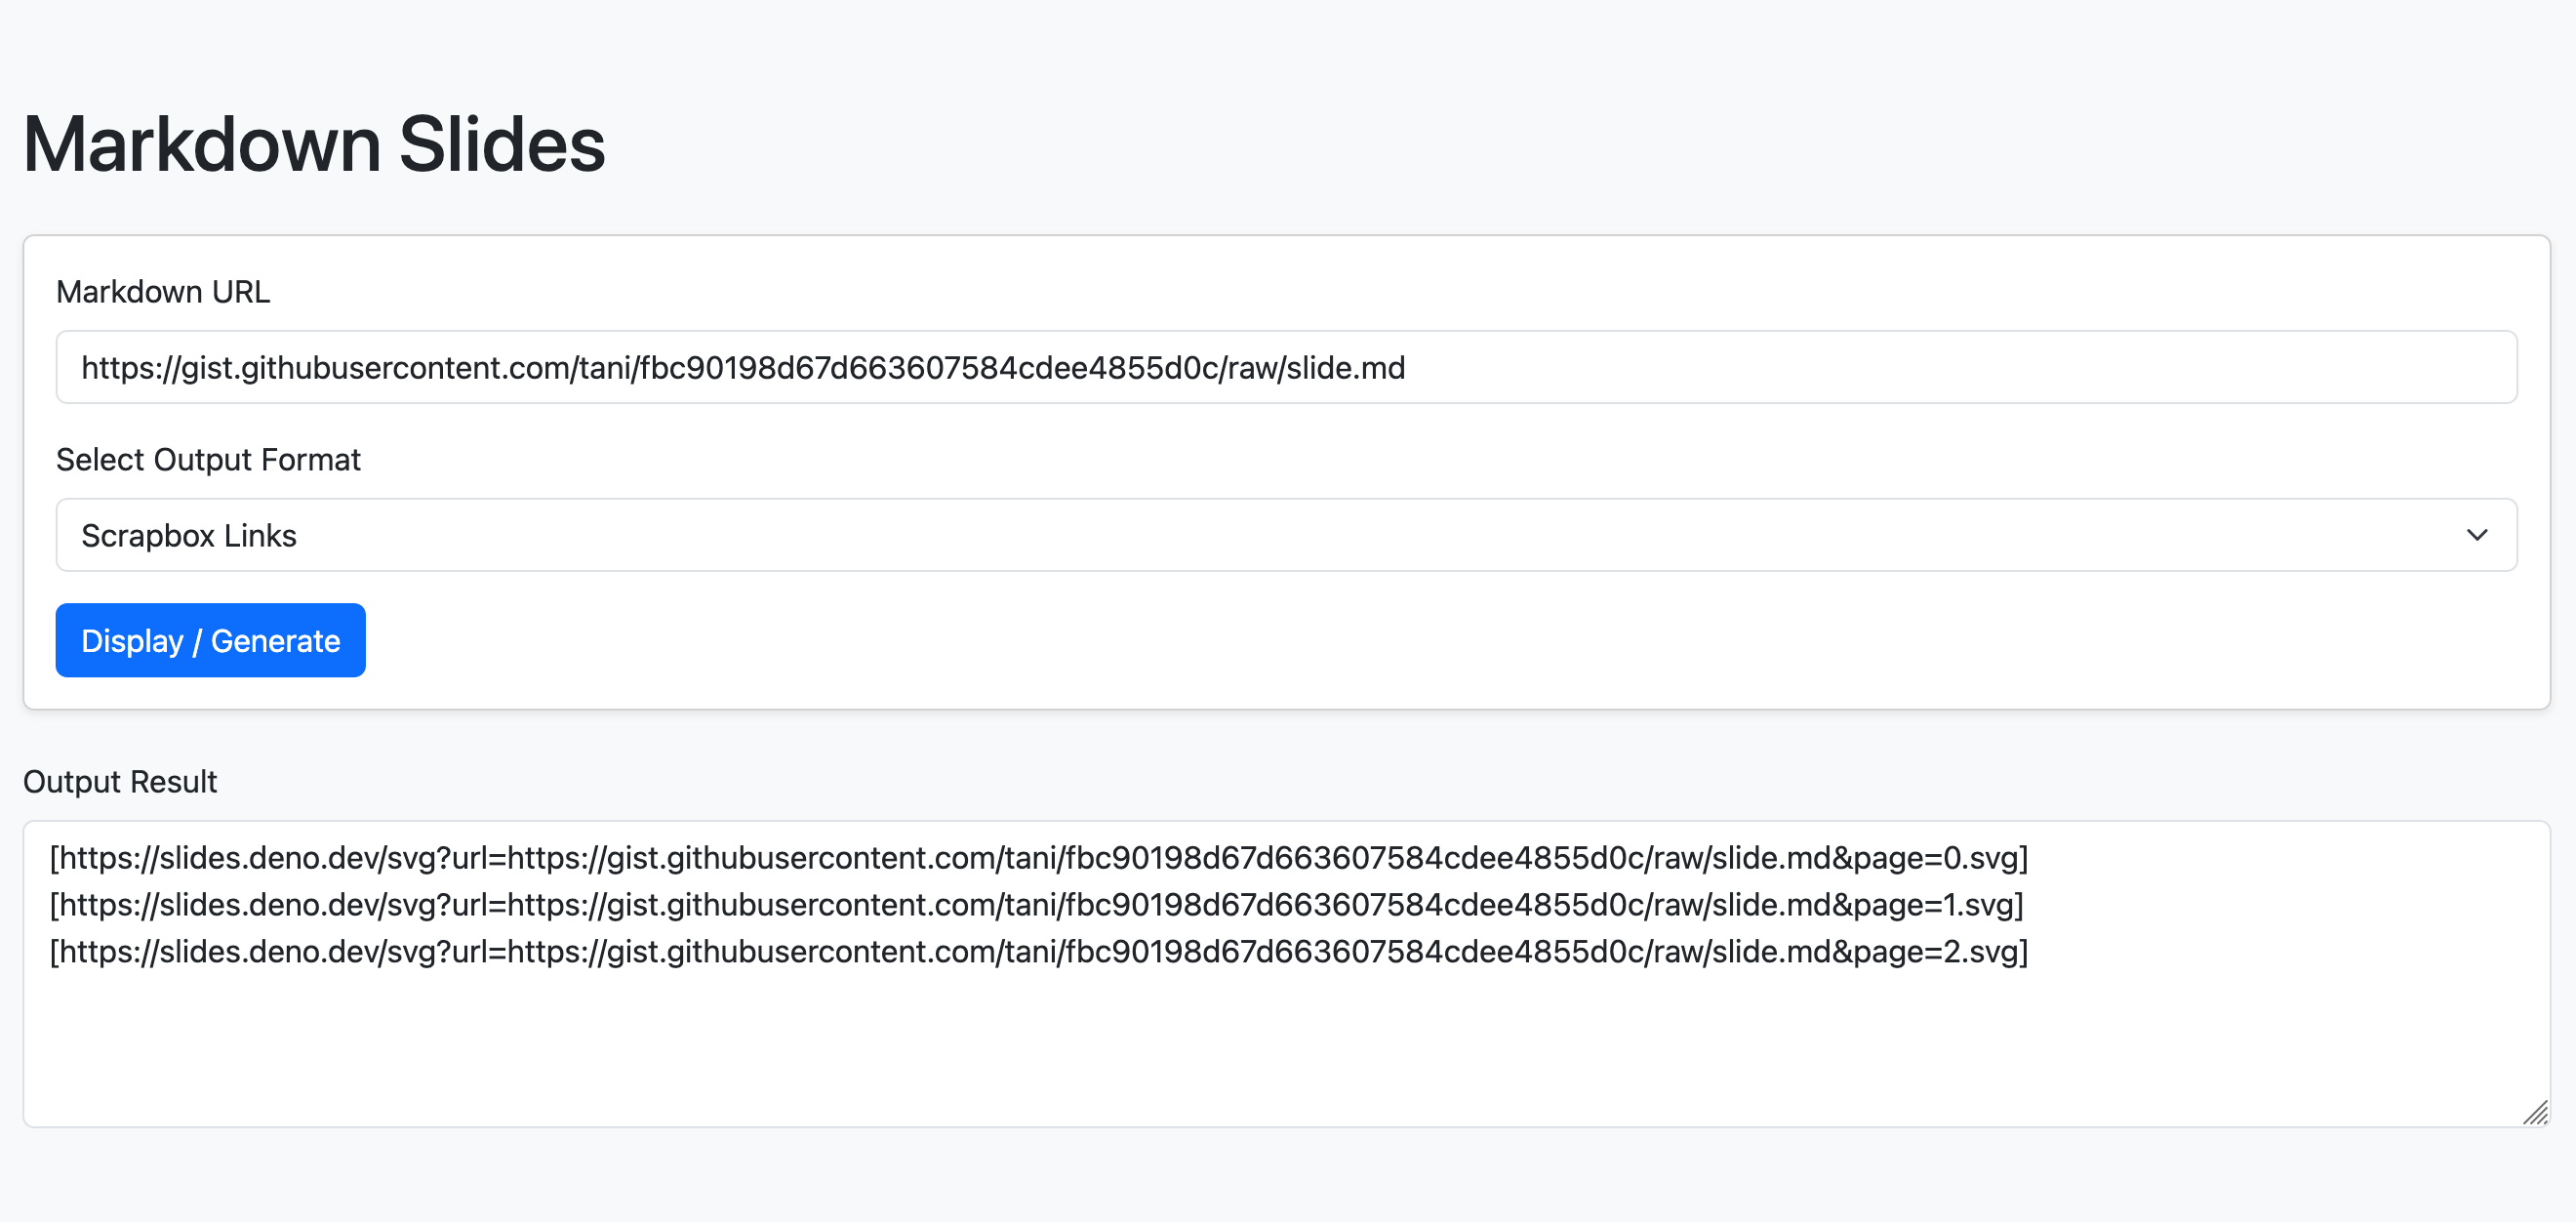 Markdown Slides
Markdown URL
https://gist.githubusercontent.com/tani/fbc90198d67d663607584cdee4855d0c/raw/slide.md
Select Output Format
Scrapbox Links
Display / Generate
Output Result
[https://slides.deno.dev/svg?url=https://gist.githubusercontent.com/tani/fbc90198d67d663607584cdee4855d0c/raw/slide.md&page=0.svg]
[https://slides.deno.dev/svg?url=https://gist.githubusercontent.com/tani/fbc90198d67d663607584cdee4855d0c/raw/slide.md&page=1.svg]
[https://slides.deno.dev/svg?url=https://gist.githubusercontent.com/tani/fbc90198d67d663607584cdee4855d0c/raw/slide.md&page=2.svg]